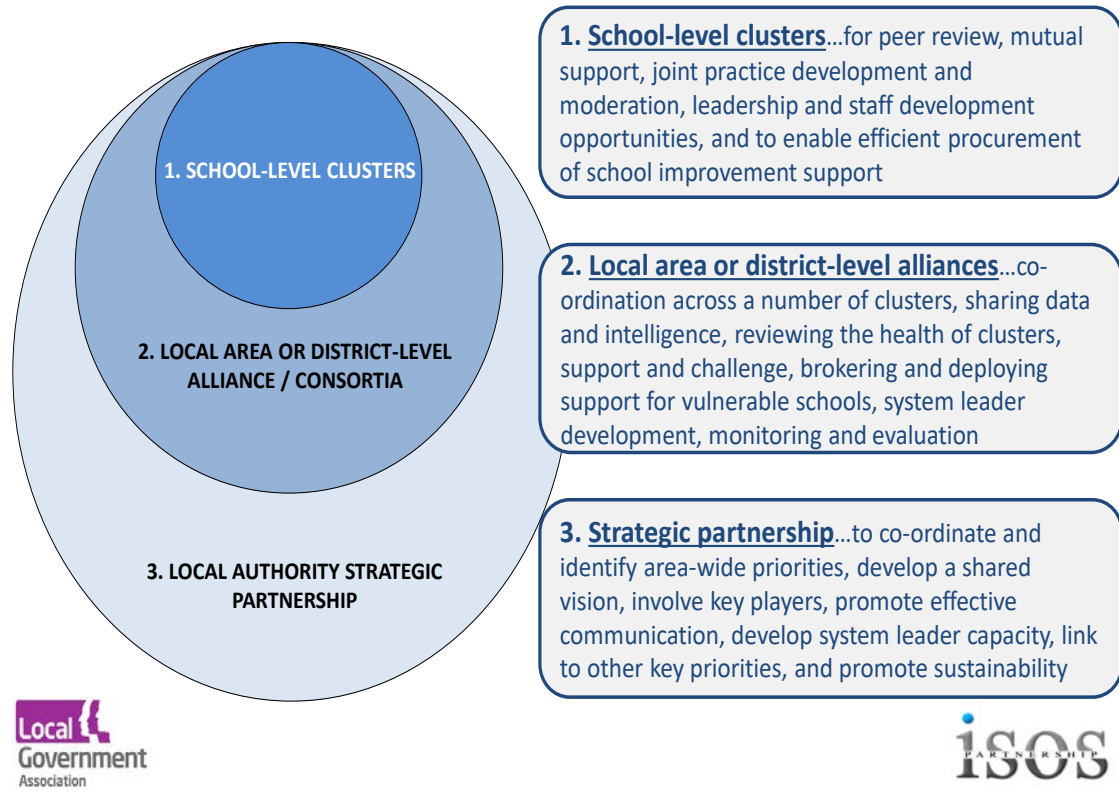 1. SCHOOL-LEVEL CLUSTERS
2. LOCAL AREA OR DISTRICT-LEVEL
ALLIANCE / CONSORTIA
3. LOCAL AUTHORITY STRATEGIC
PARTNERSHIP
1. School-level clusters…for peer review, mutual
support, joint practice development and
moderation, leadership and staff development
opportunities, and to enable efficient procurement
of school improvement support
2. Local area or district-level alliances…co-
ordination across a number of clusters, sharing data
and intelligence, reviewing the health of clusters,
support and challenge, brokering and deploying
support for vulnerable schools, system leader
development, monitoring and evaluation
3. Strategic partnership…to co-ordinate and
identify area-wide priorities, develop a shared
vision, involve key players, promote effective
communication, develop system leader capacity, link
to other key priorities, and promote sustainability
Local
Government
Association
isos
PARTNERSHIP